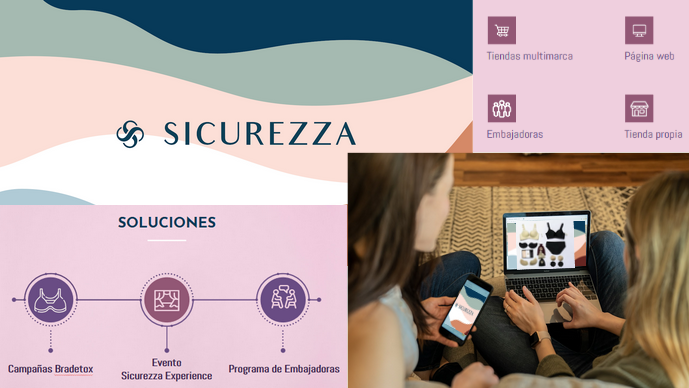 SICUREZZA
Tiendas multimarca
Página web
Embajadoras
Tienda propia
SOLUCIONES
Campañas Bradetox
Evento
Sicurezza Experience
Programa de Embajadoras